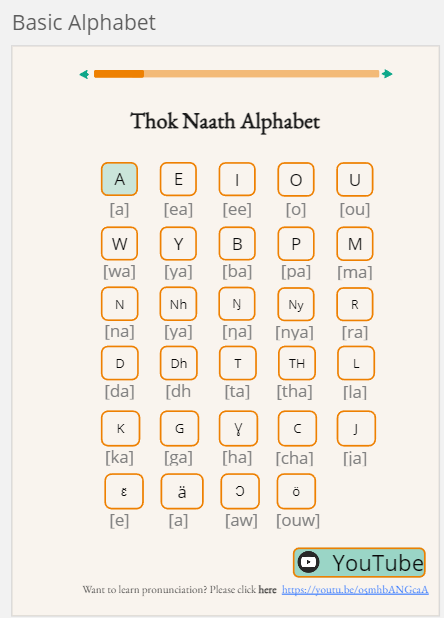 Basic Alphabet
Thok Naath Alphabet
A E I O U
[a] [ea] [ee] [o] [ou]
W Y B P M
[wa] [ya] [ba] [pa] [ma]
N Nh Ŋ Ny R
[na] [ya] [ŋa] [nya] [ra]
D Dh T TH L
[da] [dh [ta] [tha] [la]
K G Ɣ C J
[ka] [ga] [ha] [cha] [ja]
ɛ ä Ɔ ö
[e] [a] [aw] [ouw]
YouTube
Want to learn pronunciation? Please click here https://youtu.be/o5mhbANGcaA